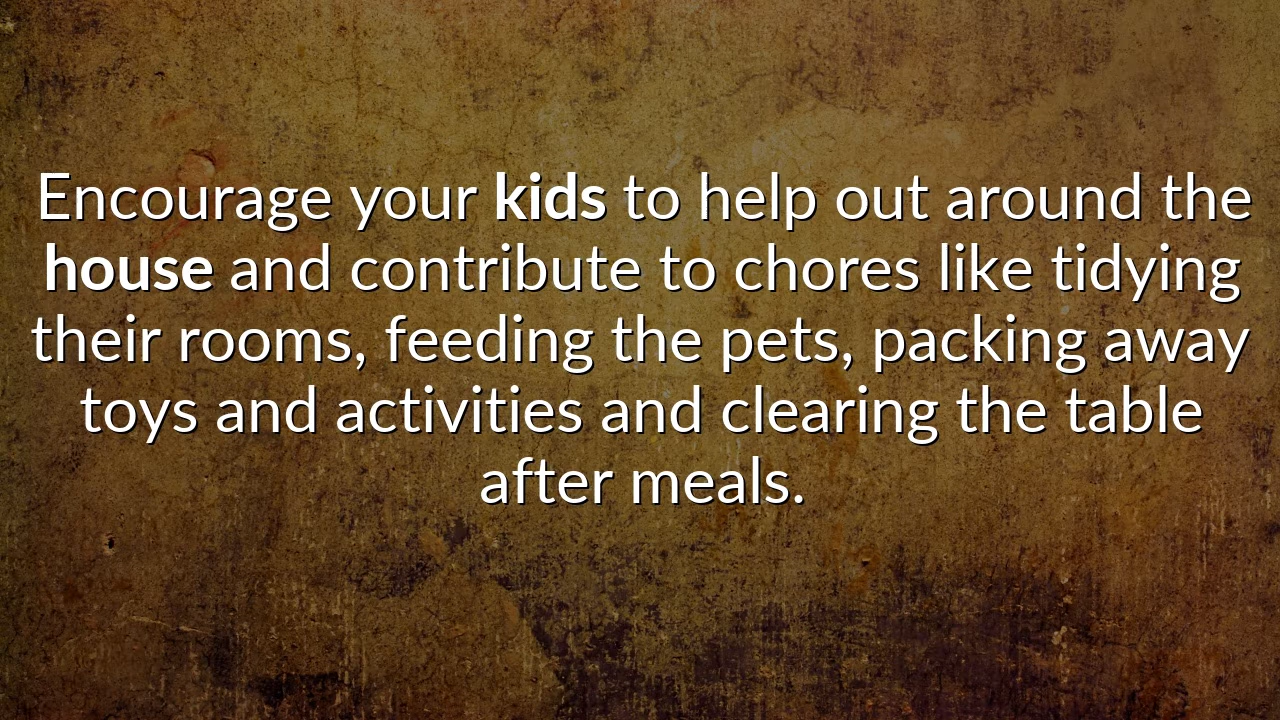 Encourage your kids to help out around the
house and contribute to chores like tidying
their rooms, feeding the pets, packing away
toys and activities and clearing the table
after meals.